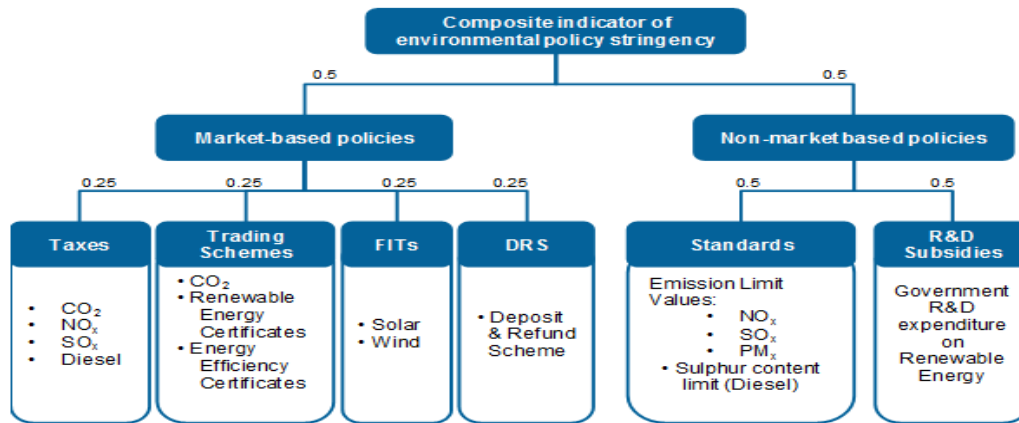 Composite indicator of
environmental policy stringency
0.5
0.5
Market-based policies
Non-market based policies
0.25
0.25
0.25
0.25
0.5
0.5
Taxes
• CO₂
• NOₓ
• SOₓ
• Diesel
Trading
Schemes
• CO₂
• Renewable
Energy
Certificates
• Energy
Efficiency
Certificates
FITs
• Solar
• Wind
DRS
• Deposit
& Refund
Scheme
Standards
Emission Limit
Values:
• NOₓ
• SOₓ
• PMₓ
• Sulphur content
limit (Diesel)
R&D
Subsidies
Government
R&D
expenditure
on
Renewable
Energy